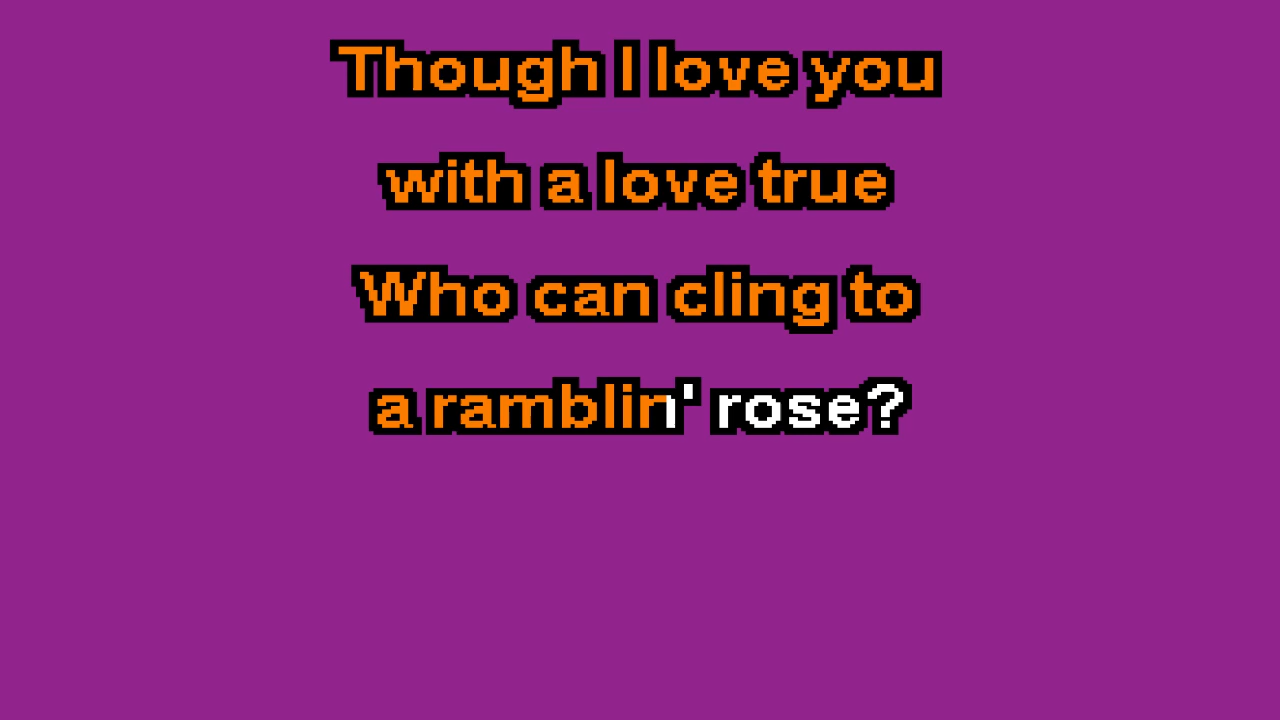 Though I love you
with a love true
Who can cling to
a ramblin' rose?